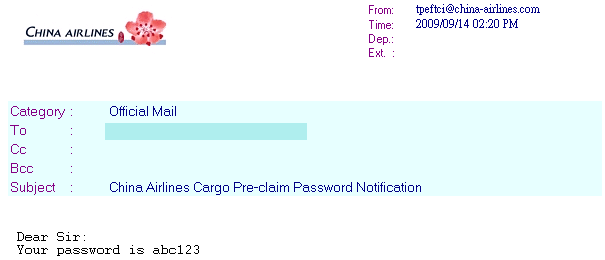 CHINA AIRLINES
From: tpeftci@china-airlines.com
Time: 2009/09/14 02:20 PM
Dep.:
Ext. :
Category : Official Mail
To :
Cc :
Bcc :
Subject : China Airlines Cargo Pre-claim Password Notification
Dear Sir:
Your password is abc123